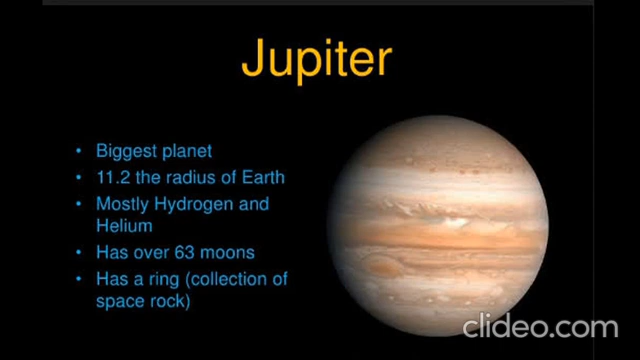 Jupiter
• Biggest planet
• 11.2 the radius of Earth
• Mostly Hydrogen and
Helium
• Has over 63 moons
• Has a ring (collection of
space rock)
clideo.com